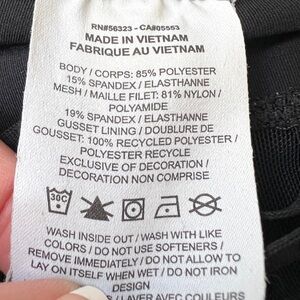 RN#56323 - CA#05553
MADE IN VIETNAM
FABRIQUE AU VIETNAM
BODY / CORPS: 85% POLYESTER
15% SPANDEX / ELASTHANNE
MESH / MAILLE FILET: 81% NYLON /
POLYAMIDE
19% SPANDEX / ELASTHANNE
GUSSET LINING / DOUBLURE DE
GOUSSET: 100% RECYCLED POLYESTER /
POLYESTER RECYCLE
EXCLUSIVE OF DECORATION /
DECORATION NON COMPRISE
30C
WASH INSIDE OUT / WASH WITH LIKE
COLORS / DO NOT USE SOFTENERS /
REMOVE IMMEDIATELY / DO NOT ALLOW TO
LAY ON ITSELF WHEN WET / DO NOT IRON
DESIGN
LAVER AVEC COULEURS